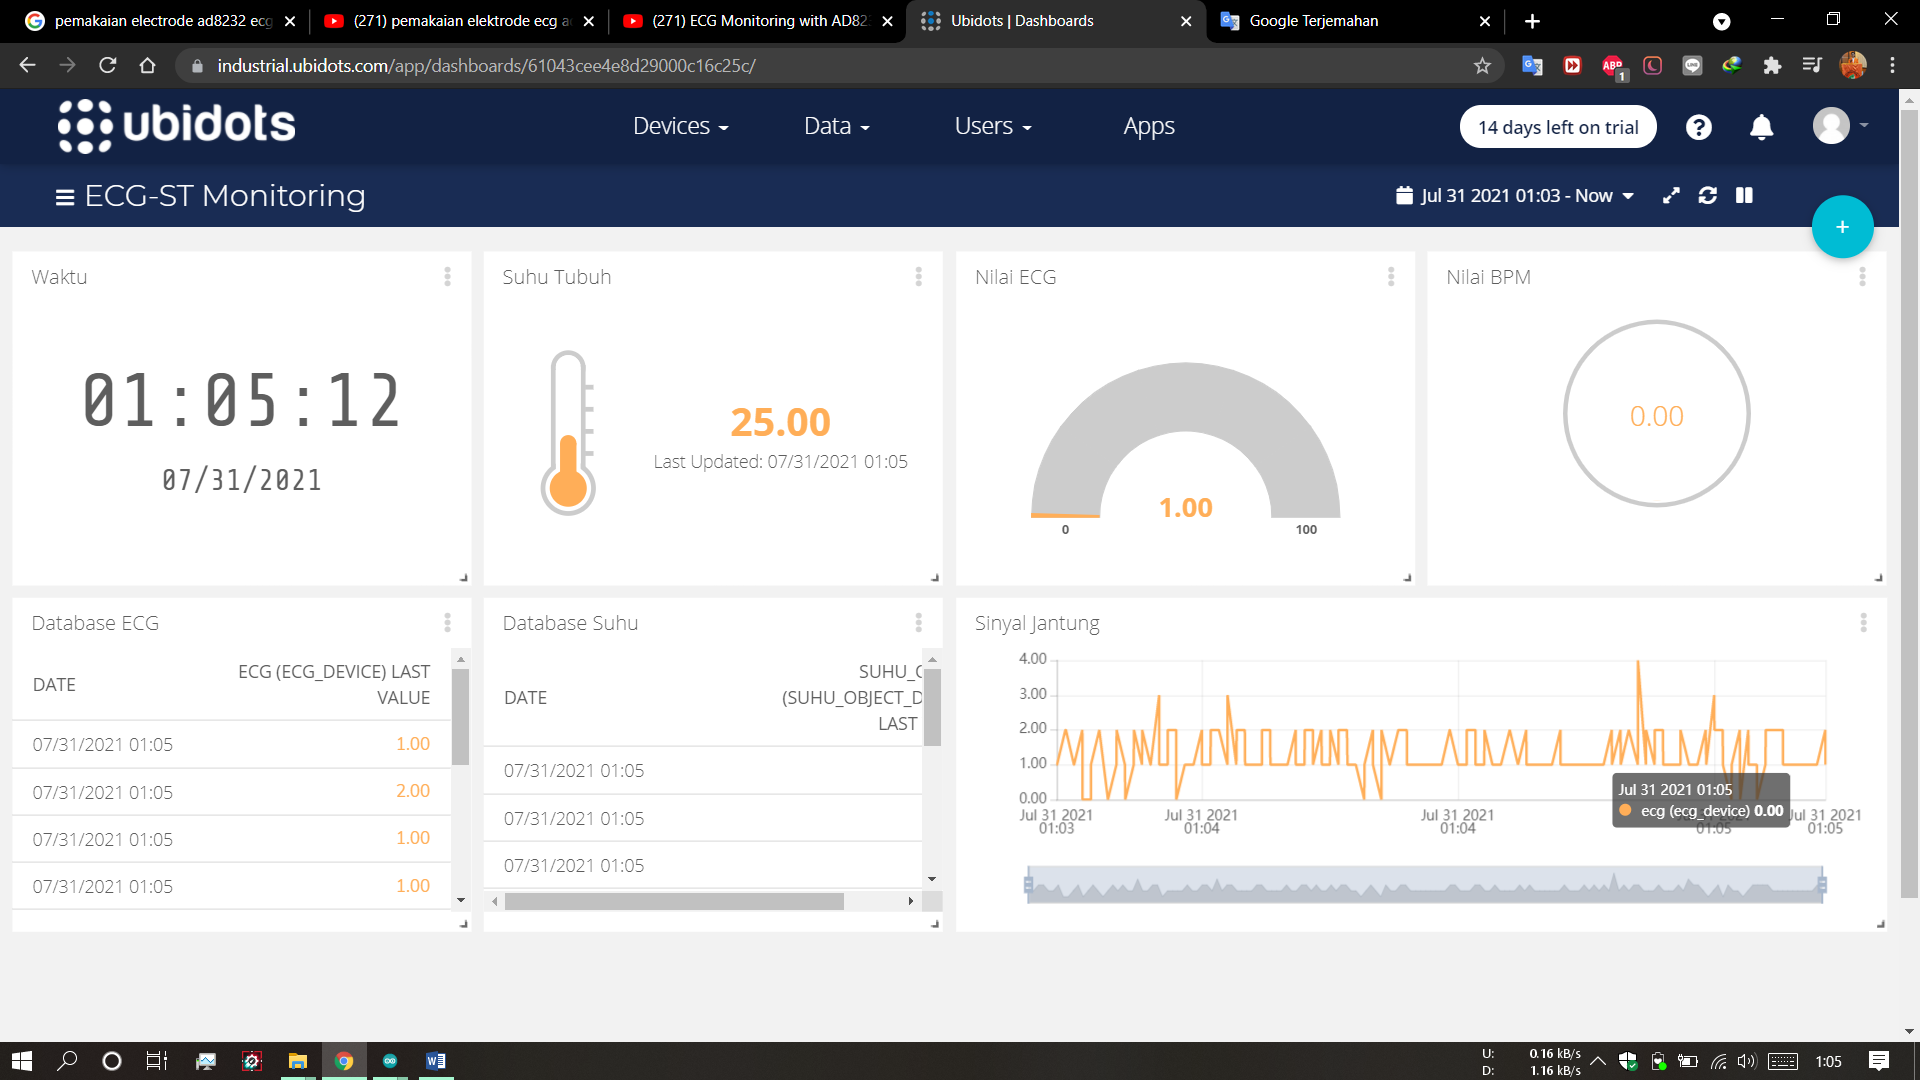 pemakaian electrode ad8232 ecg
(271) pemakaian elektrode ecg a
(271) ECG Monitoring with AD82
Ubidots | Dashboards
Google Terjemahan
industrial.ubidots.com/app/dashboards/61043cee4e8d29000c16c25c/
ABP
1
LINE
ubidots
Devices
Data
Users
Apps
14 days left on trial
ECG-ST Monitoring
Jul 31 2021 01:03 - Now
+
Waktu
01:05:12
07/31/2021
Suhu Tubuh
25.00
Last Updated: 07/31/2021 01:05
Nilai ECG
1.00
0
100
Nilai BPM
0.00
Database ECG
DATE
ECG (ECG_DEVICE) LAST
VALUE
07/31/2021 01:05 1.00
07/31/2021 01:05 2.00
07/31/2021 01:05 1.00
07/31/2021 01:05 1.00
Database Suhu
DATE
SUHU_O
(SUHU_OBJECT_D
LAST
07/31/2021 01:05
07/31/2021 01:05
07/31/2021 01:05
Sinyal Jantung
4.00
3.00
2.00
1.00
0.00
Jul 31 2021
01:03
Jul 31 2021
01:04
Jul 31 2021
01:04
01:05
Jul 31 2021
01:05
Jul 31 2021 01:05
ecg (ecg_device) 0.00
U: 0.16 kB/s
D: 1.16 kB/s
1:05